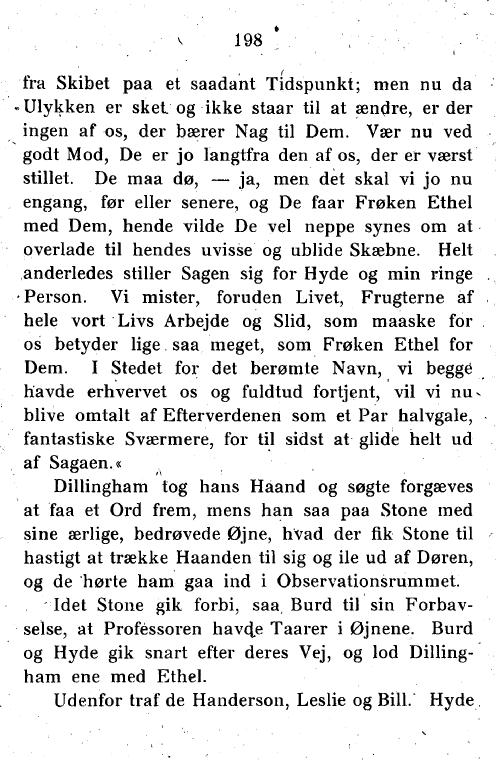 198
fra Skibet paa et saadant Tidspunkt; men nu da
Ulykken er sket og ikke staar til at ændre, er der
ingen af os, der bærer Nag til Dem. Vær nu ved
godt Mod, De er jo langtfra den af os, der er værst
stillet. De maa dø, — ja, men det skal vi jo nu
engang, før eller senere, og De faar Frøken Ethel
med Dem, hende vilde De vel neppe synes om at
overlade til hendes uvisse og ublide Skæbne. Helt
anderledes stiller Sagen sig for Hyde og min ringe
Person. Vi mister, foruden Livet, Frugterne af
hele vort Livs Arbejde og Slid, som maaske for
os betyder lige saa meget, som Frøken Ethel for
Dem. I Stedet for det berømte Navn, vi begge
havde erhvervet os og fuldtud fortjent, vil vi nu
blive omtalt af Efterverdenen som et Par halvgale,
fantastiske Sværmere, for til sidst at glide helt ud
af Sagaen.«
Dillingham tog hans Haand og søgte forgæves
at faa et Ord frem, mens han saa paa Stone med
sine ærlige, bedrøvede Øjne, hvad der fik Stone til
hastigt at trække Haanden til sig og ile ud af Døren,
og de hørte ham gaa ind i Observationsrummet.
Idet Stone gik forbi, saa Burd til sin Forbav-
selse, at Professoren havde Taarer i Øjnene. Burd
og Hyde gik snart efter deres Vej, og lod Dilling-
ham ene med Ethel.
Udenfor traf de Handerson, Leslie og Bill. Hyde